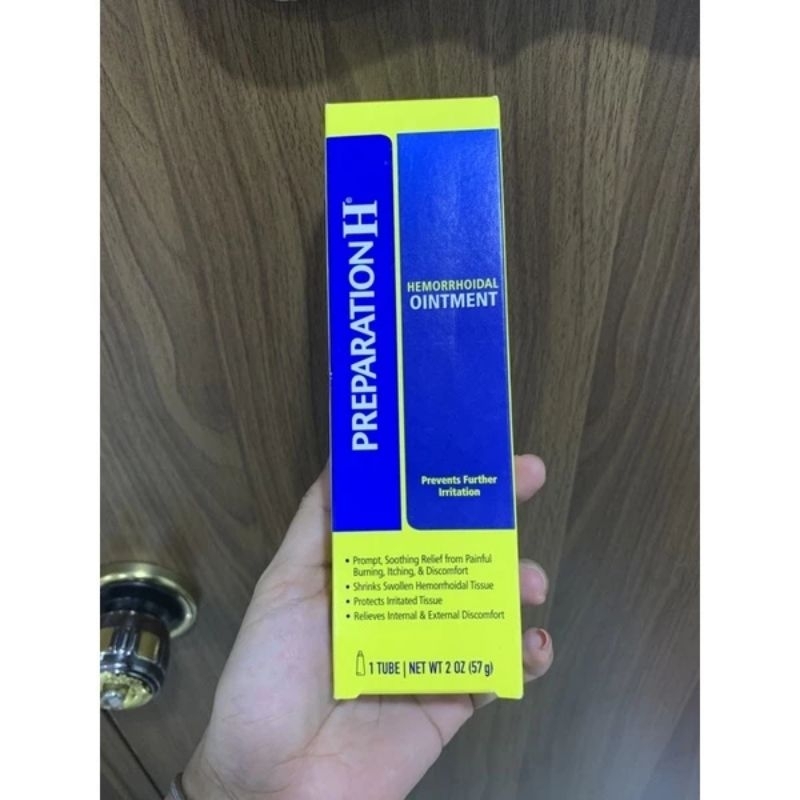 PREPARATION H®
HEMORRHOIDAL
OINTMENT
Prevents Further
Irritation
• Prompt, Soothing Relief from Painful
Burning, Itching, & Discomfort
• Shrinks Swollen Hemorrhoidal Tissue
• Protects Irritated Tissue
• Relieves Internal & External Discomfort
1 TUBE | NET WT 2 OZ (57 g)